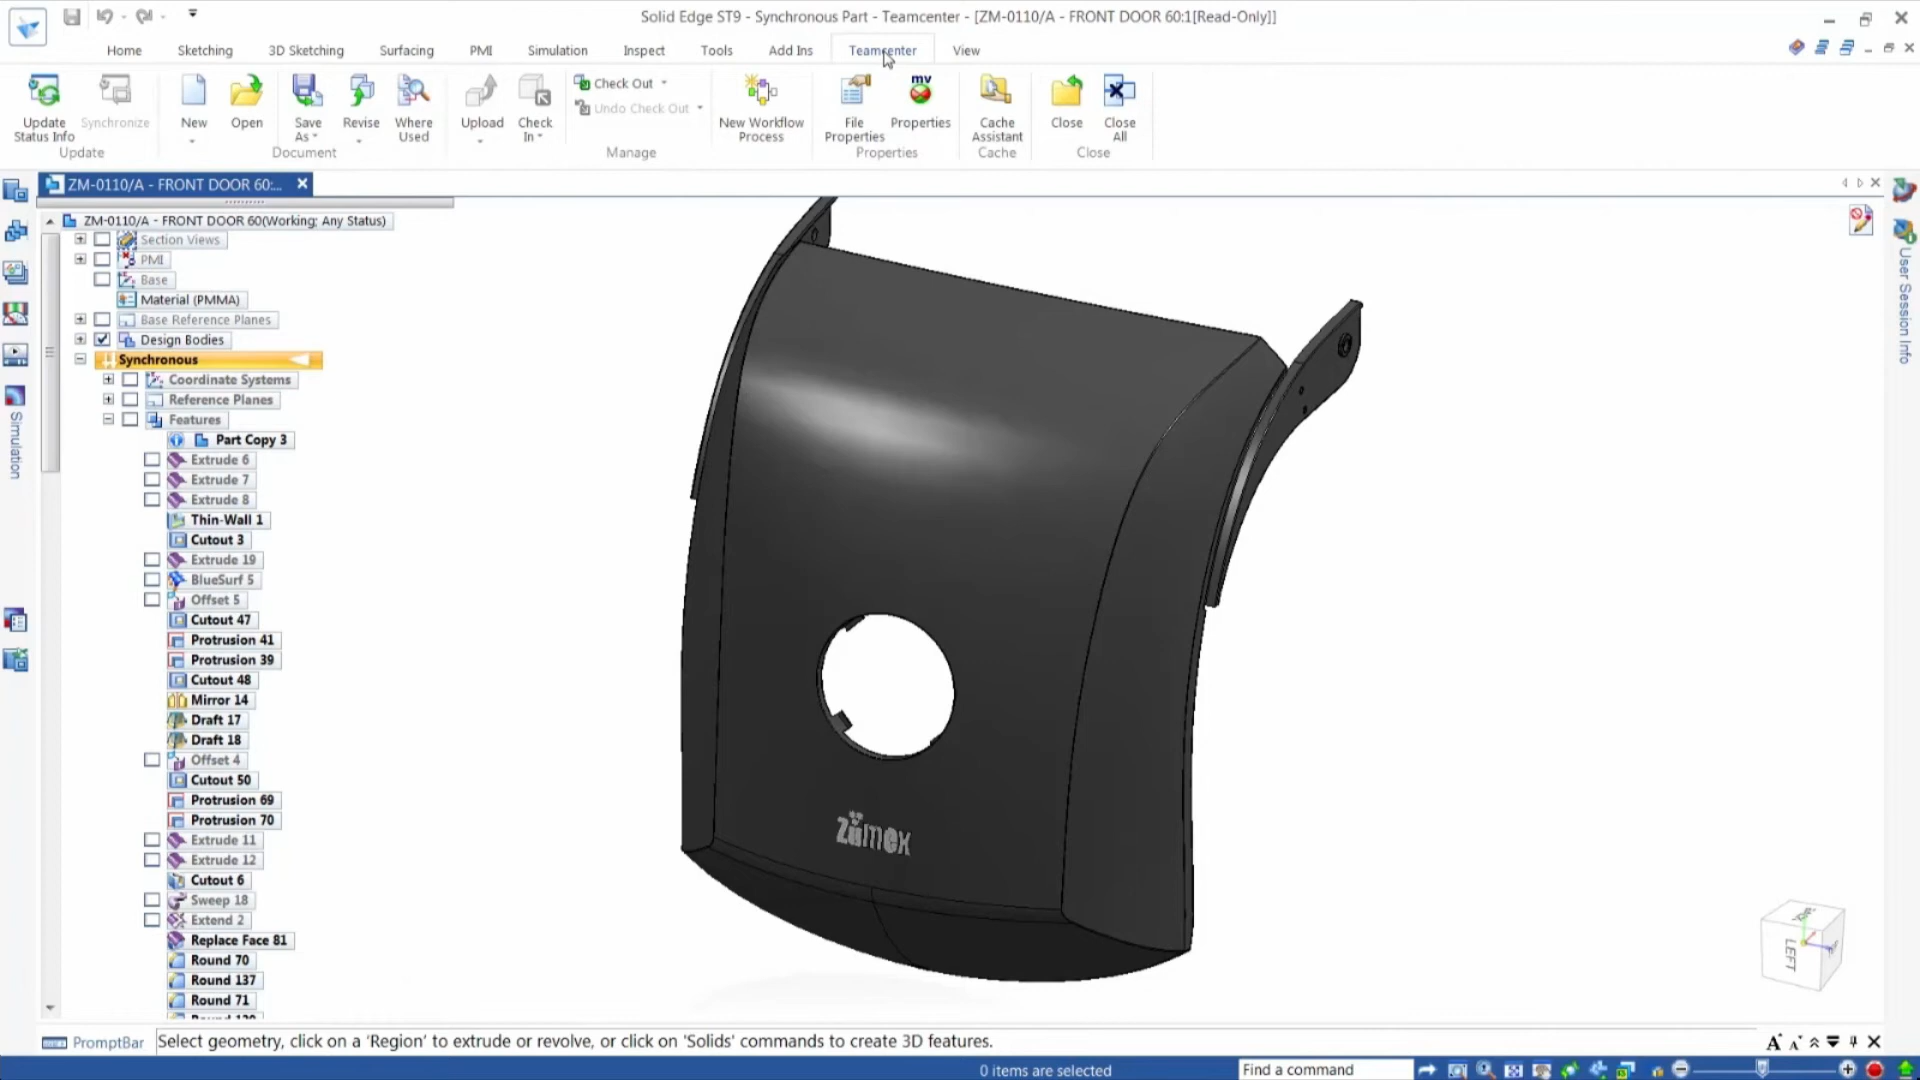 Solid Edge ST9 - Synchronous Part - Teamcenter - [ZM-0110/A - FRONT DOOR 60:1[Read-Only]]
Home Sketching 3D Sketching Surfacing PMI Simulation Inspect Tools Add Ins Teamcenter View
Update Status Info
Synchronize
Update
New
Open
Save As
Revise
Where Used
Document
Upload
Check In
Check Out
Undo Check Out
Manage
New Workflow Process
File Properties
mv
Properties
Properties
Cache Assistant
Cache
Close
Close All
Close
ZM-0110/A - FRONT DOOR 60:...
ZM-0110/A - FRONT DOOR 60(Working; Any Status)
Section Views
PMI
Base
Material (PMMA)
Base Reference Planes
Design Bodies
Synchronous
Coordinate Systems
Reference Planes
Features
Part Copy 3
Extrude 6
Extrude 7
Extrude 8
Thin-Wall 1
Cutout 3
Extrude 19
BlueSurf 5
Offset 5
Cutout 47
Protrusion 41
Protrusion 39
Cutout 48
Mirror 14
Draft 17
Draft 18
Offset 4
Cutout 50
Protrusion 69
Protrusion 70
Extrude 11
Extrude 12
Cutout 6
Sweep 18
Extend 2
Replace Face 81
Round 70
Round 137
Round 71
Simulation
User Session Info
Zümex
LEFT
PromptBar
Select geometry, click on a 'Region' to extrude or revolve, or click on 'Solids' commands to create 3D features.
0 items are selected
Find a command